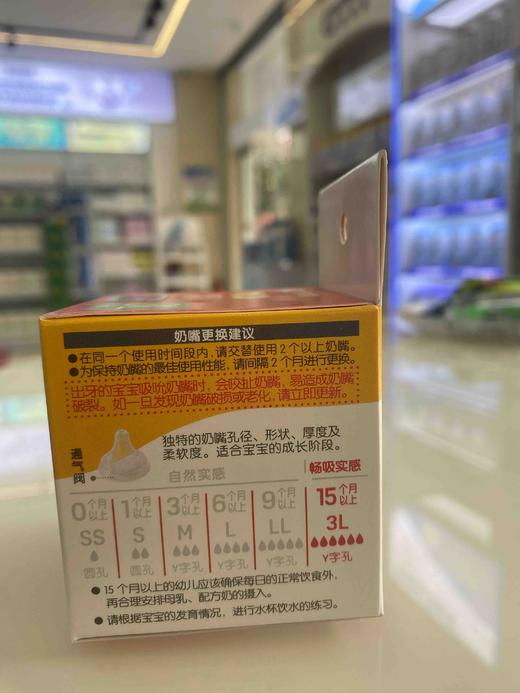 奶嘴更换建议
●在同一个使用时间段内,请交替使用2个以上奶嘴。
●为保持奶嘴的最佳使用性能,请间隔2个月进行更换。
出牙的宝宝吸吮奶嘴时,会咬扯奶嘴,易造成奶嘴
破裂。如一旦发现奶嘴破损或老化,请立即更新。
通气阀
独特的奶嘴孔径、形状、厚度及
柔软度。适合宝宝的成长阶段。
自然实感 畅吸实感
0个月以上 1个月以上 3个月以上 6个月以上 9个月以上 15个月以上
SS S M L LL 3L
圆孔 圆孔 Y字孔 Y字孔 Y字孔 Y字孔
●15个月以上的幼儿应该确保每日的正常饮食外,
再合理安排母乳、配方奶的摄入。
●请根据宝宝的发育情况,进行水杯饮水的练习。